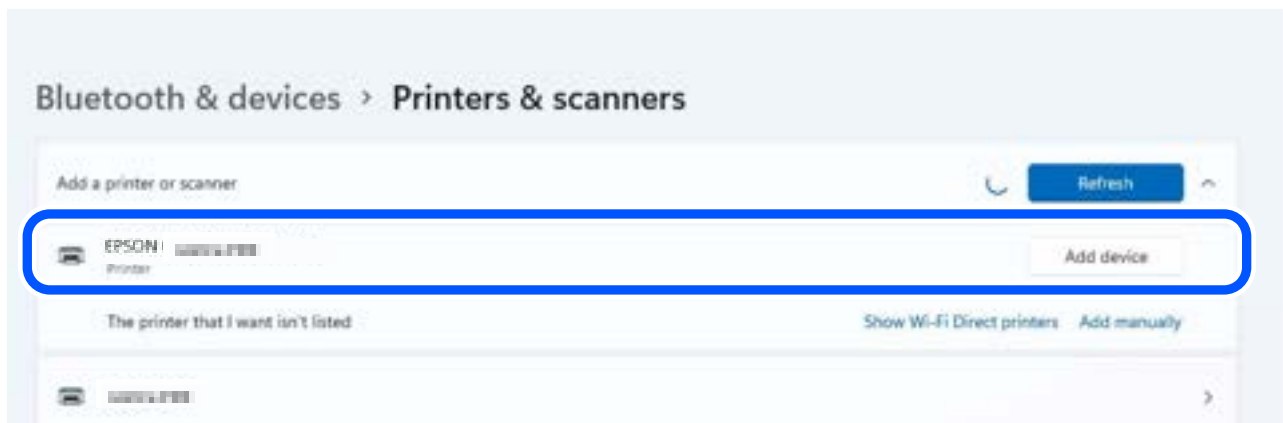 Bluetooth & devices > Printers & scanners
Add a printer or scanner
Refresh
EPSON
Printer
Add device
The printer that I want isn't listed
Show Wi-Fi Direct printers Add manually